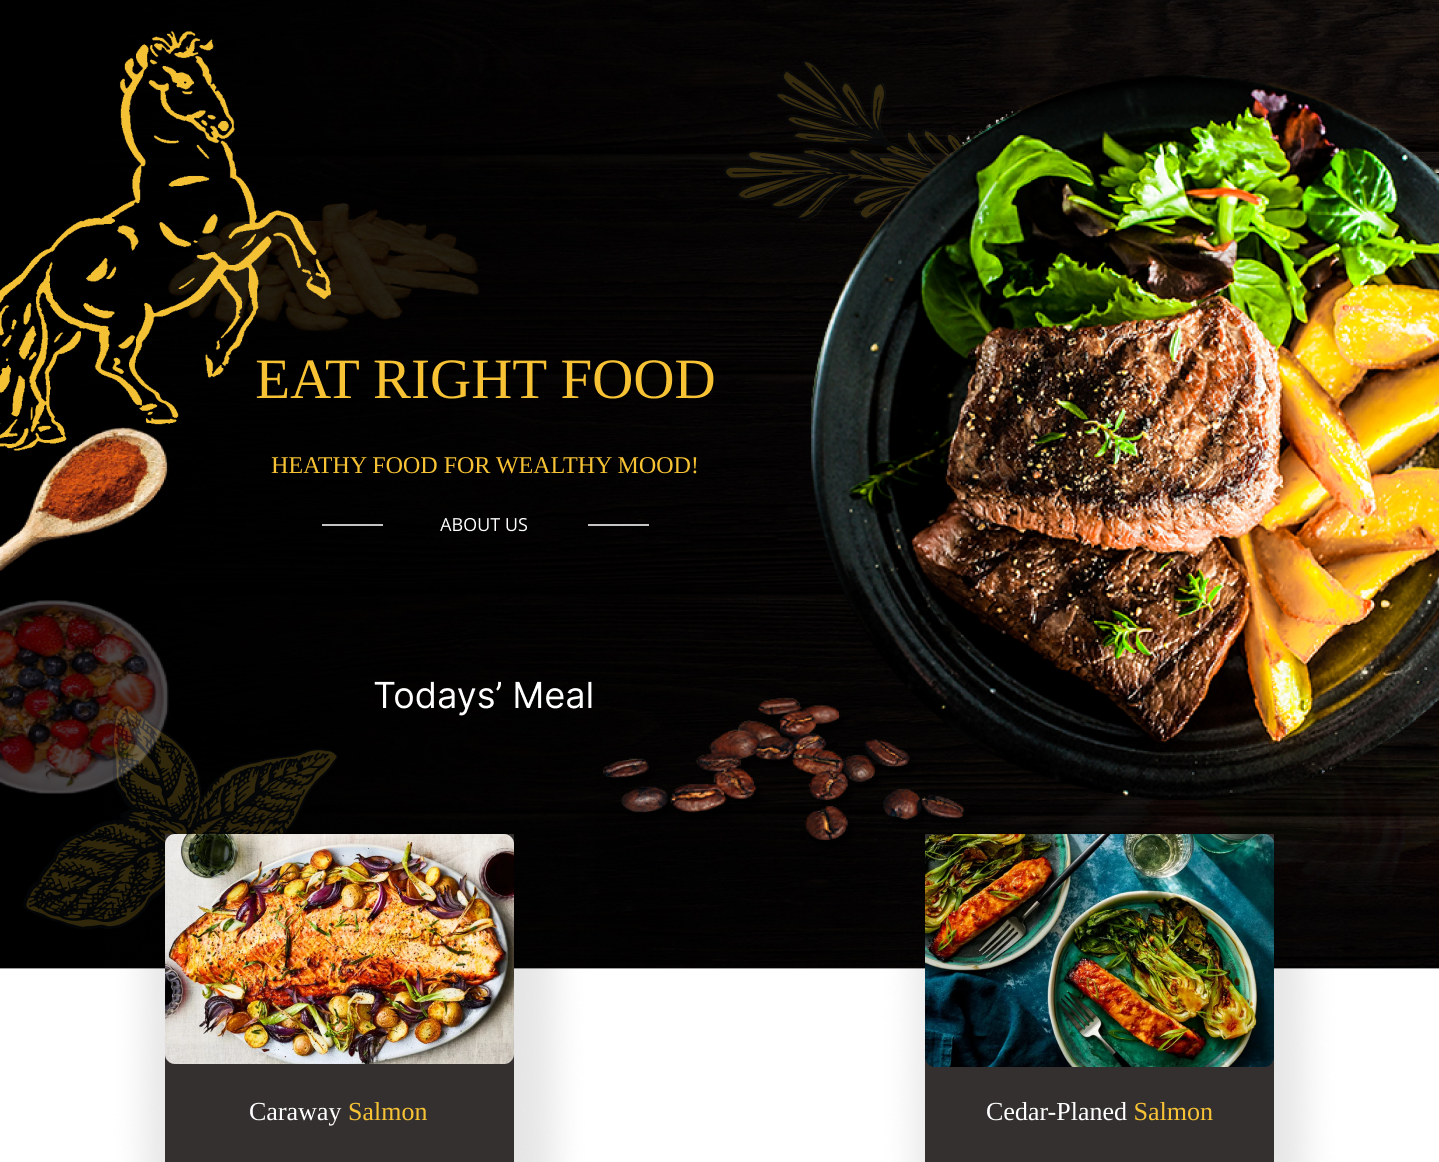 EAT RIGHT FOOD
HEATHY FOOD FOR WEALTHY MOOD!
ABOUT US
Todays’ Meal
Caraway Salmon
Cedar-Planed Salmon